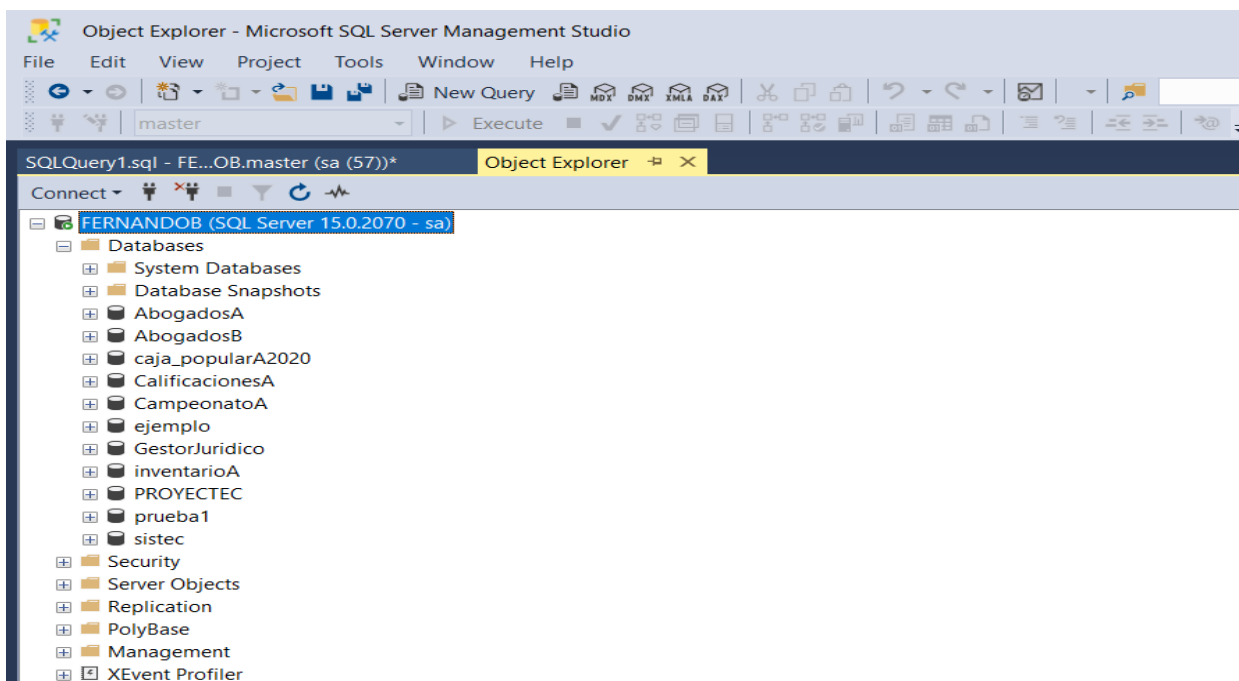 Object Explorer - Microsoft SQL Server Management Studio
File Edit View Project Tools Window Help
New Query MDX DMX XMLA DAX
master Execute
SQLQuery1.sql - FE...OB.master (sa (57))* Object Explorer
Connect
FERNANDOB (SQL Server 15.0.2070 - sa)
Databases
System Databases
Database Snapshots
AbogadosA
AbogadosB
caja_popularA2020
CalificacionesA
CampeonatoA
ejemplo
GestorJuridico
inventarioA
PROYECTEC
prueba1
sistec
Security
Server Objects
Replication
PolyBase
Management
XEvent Profiler